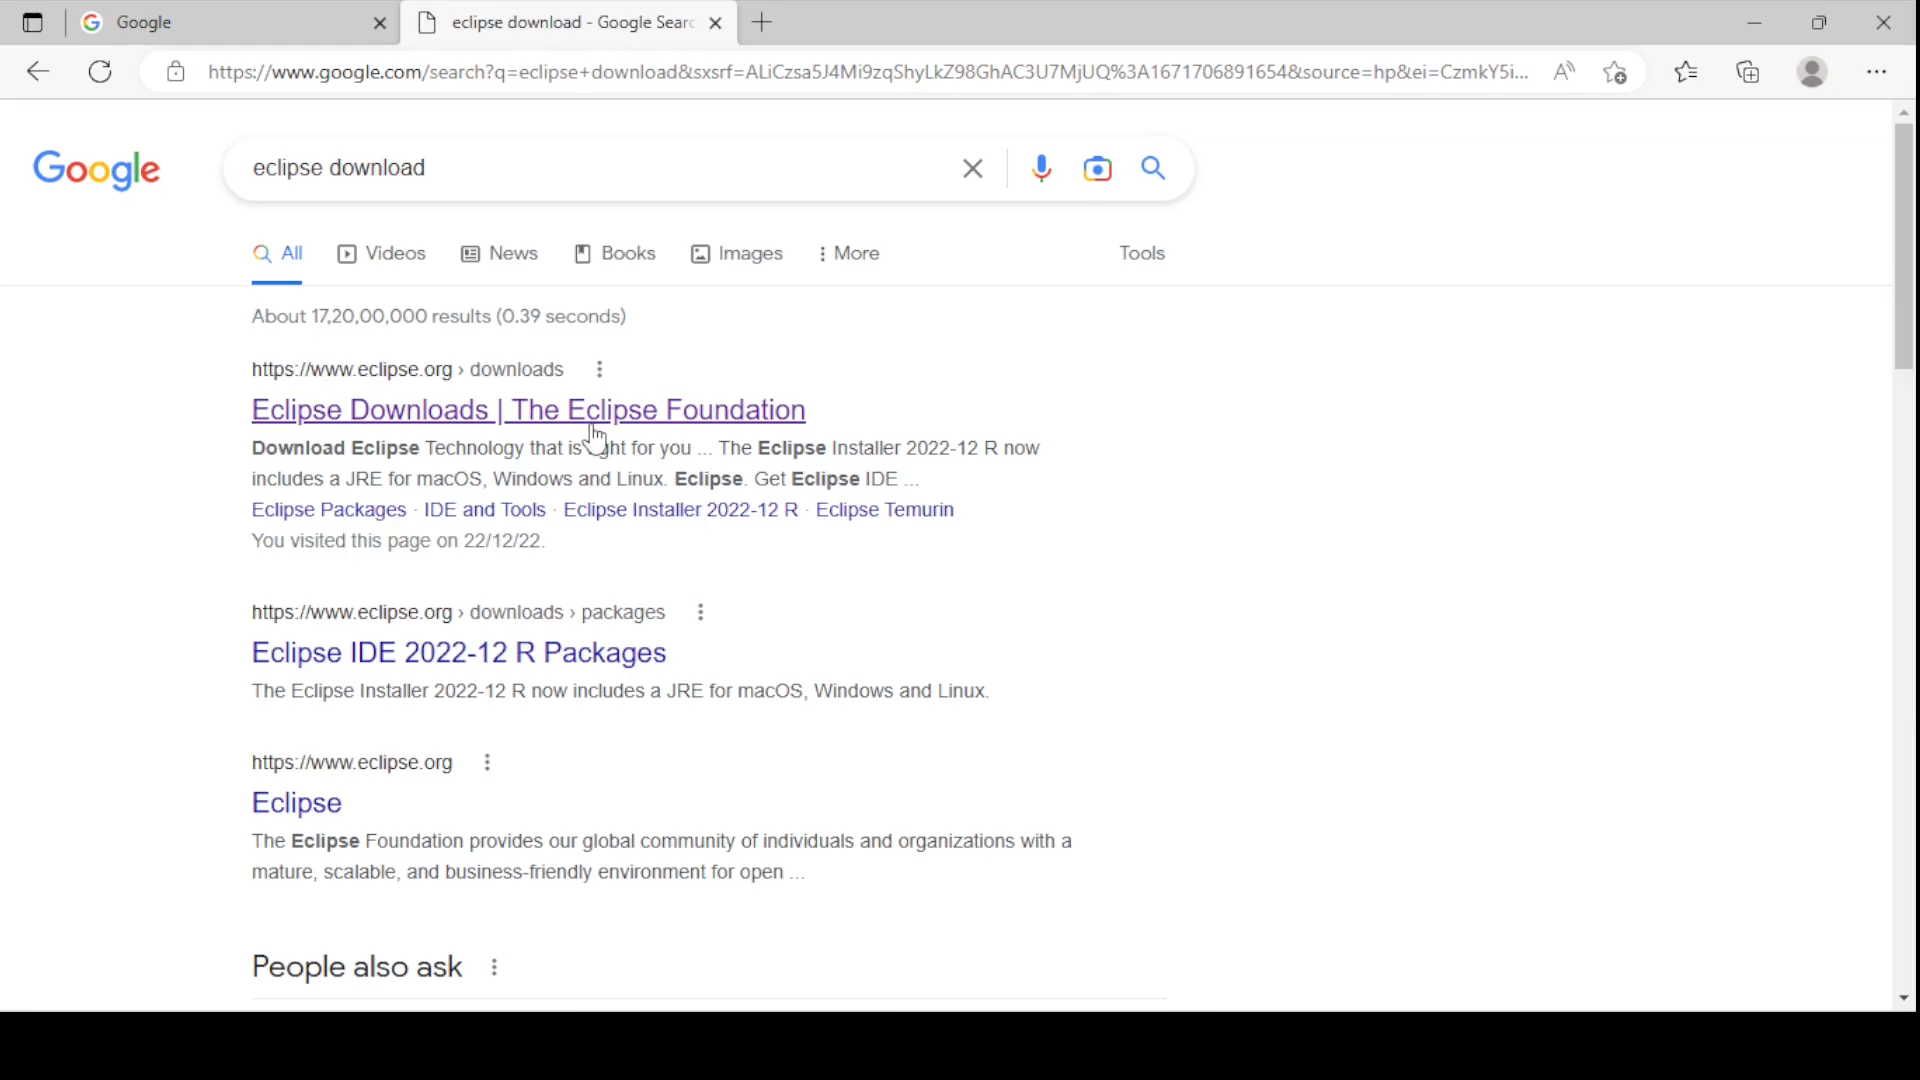 Google
eclipse download - Google Searc
https://www.google.com/search?q=eclipse+download&sxsrf=ALiCzsa5J4Mi9zqShyLkZ98GhAC3U7MjUQ%3A1671706891654&source=hp&ei=CzmkY5i...
Google
eclipse download
All Videos News Books Images More Tools
About 17,20,00,000 results (0.39 seconds)
https://www.eclipse.org › downloads
Eclipse Downloads | The Eclipse Foundation
Download Eclipse Technology that is for you ... The Eclipse Installer 2022-12 R now
includes a JRE for macOS, Windows and Linux. Eclipse. Get Eclipse IDE ...
Eclipse Packages · IDE and Tools · Eclipse Installer 2022-12 R · Eclipse Temurin
You visited this page on 22/12/22.
https://www.eclipse.org › downloads › packages
Eclipse IDE 2022-12 R Packages
The Eclipse Installer 2022-12 R now includes a JRE for macOS, Windows and Linux.
https://www.eclipse.org
Eclipse
The Eclipse Foundation provides our global community of individuals and organizations with a
mature, scalable, and business-friendly environment for open ...
People also ask